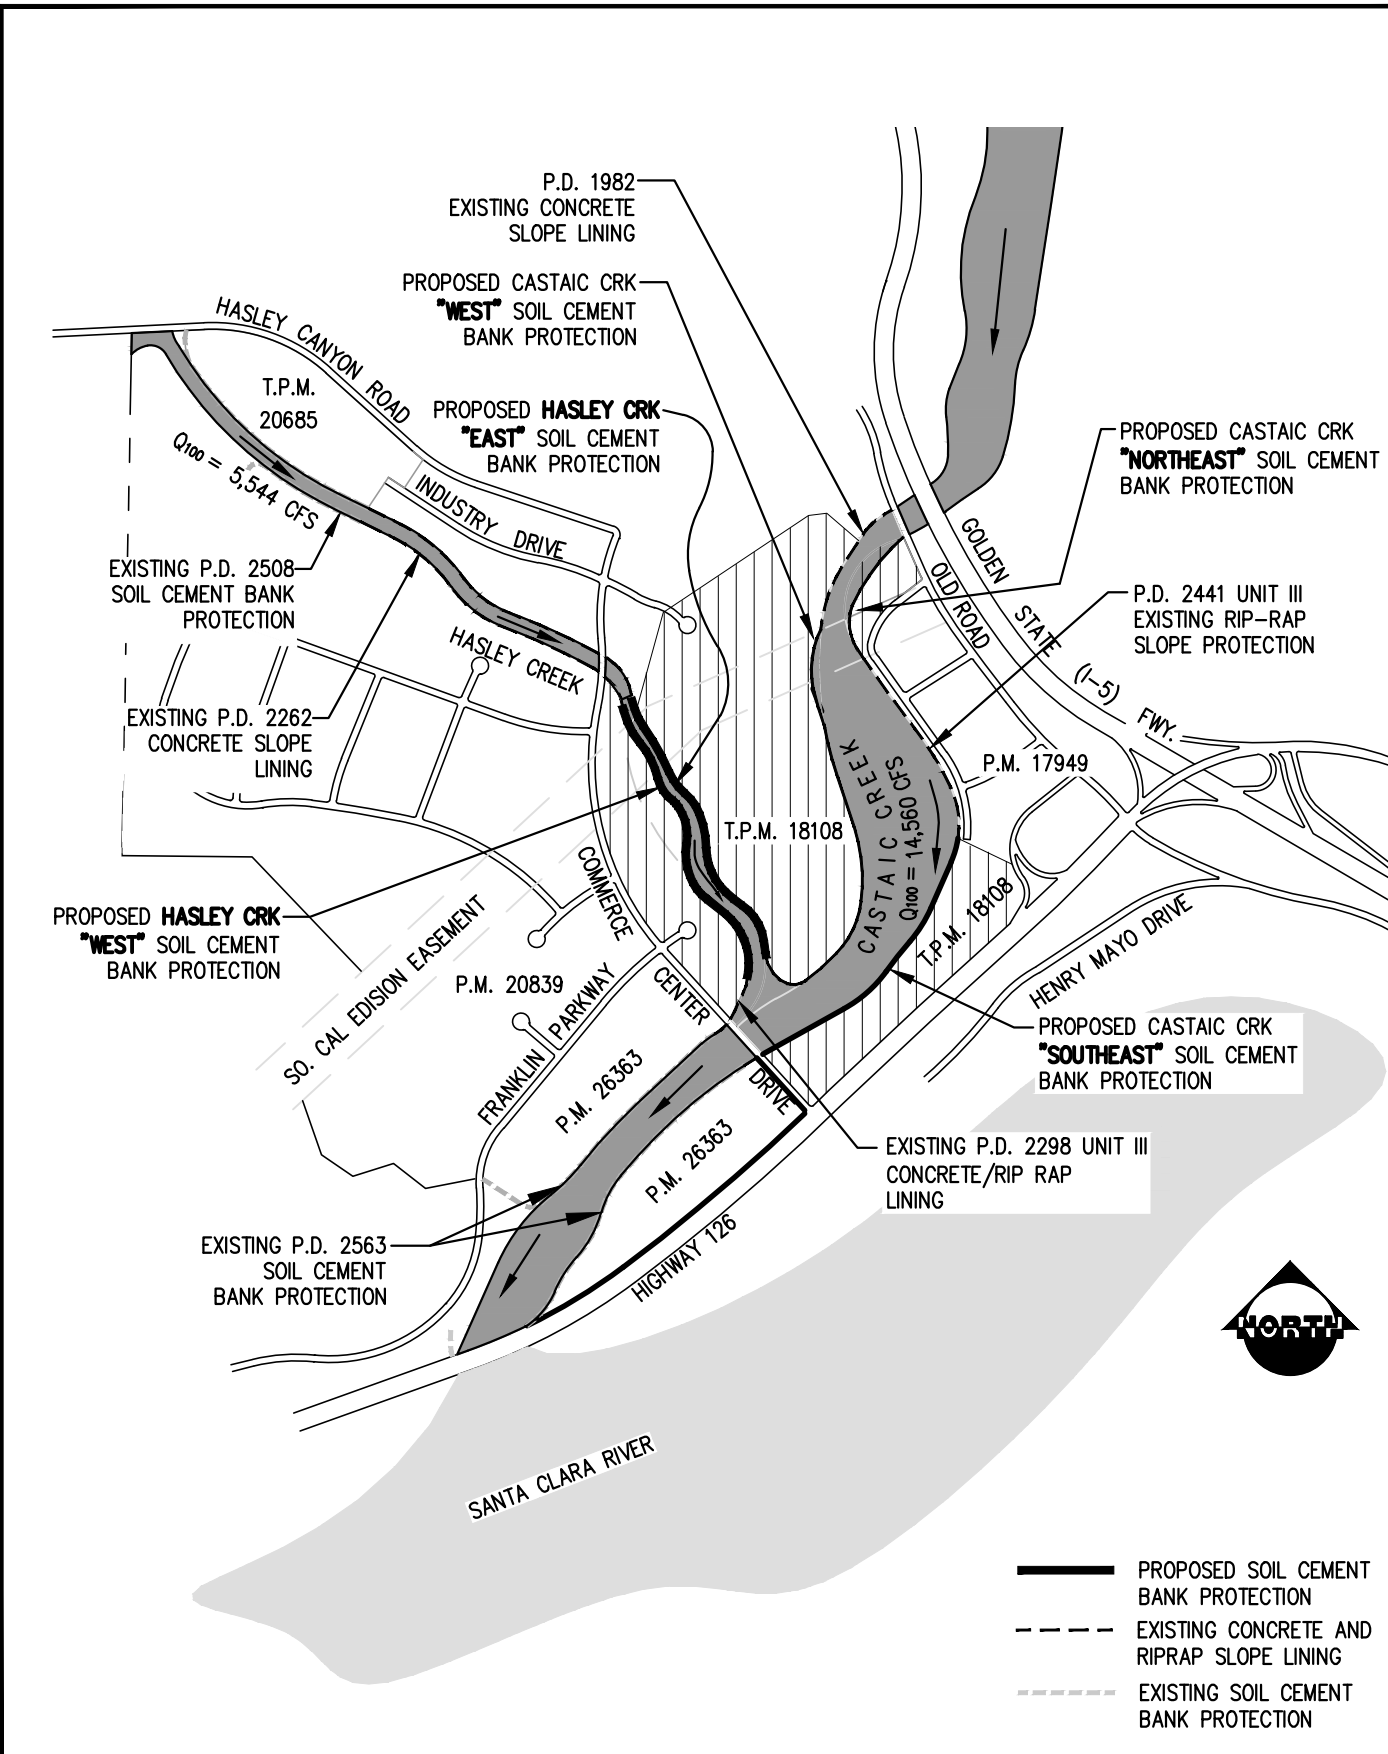 P.D. 1982
EXISTING CONCRETE
SLOPE LINING
PROPOSED CASTAIC CRK
"WEST" SOIL CEMENT
BANK PROTECTION
HASLEY CANYON ROAD
T.P.M.
20685
PROPOSED HASLEY CRK
"EAST" SOIL CEMENT
BANK PROTECTION
PROPOSED CASTAIC CRK
"NORTHEAST" SOIL CEMENT
BANK PROTECTION
Q100 = 5,544 CFS
INDUSTRY DRIVE
GOLDEN STATE (I-5) FWY.
OLD ROAD
EXISTING P.D. 2508
SOIL CEMENT BANK
PROTECTION
P.D. 2441 UNIT III
EXISTING RIP-RAP
SLOPE PROTECTION
HASLEY CREEK
EXISTING P.D. 2262
CONCRETE SLOPE
LINING
P.M. 17949
CASTAIC CREEK
Q100 = 14,560 CFS
T.P.M. 18108
T.P.M. 18108
COMMERCE CENTER DRIVE
PROPOSED HASLEY CRK
"WEST" SOIL CEMENT
BANK PROTECTION
SO. CAL EDISION EASEMENT
P.M. 20839
HENRY MAYO DRIVE
FRANKLIN PARKWAY
PROPOSED CASTAIC CRK
"SOUTHEAST" SOIL CEMENT
BANK PROTECTION
P.M. 26363
P.M. 26363
EXISTING P.D. 2298 UNIT III
CONCRETE/RIP RAP
LINING
EXISTING P.D. 2563
SOIL CEMENT
BANK PROTECTION
HIGHWAY 126
NORTH
SANTA CLARA RIVER
PROPOSED SOIL CEMENT
BANK PROTECTION
EXISTING CONCRETE AND
RIPRAP SLOPE LINING
EXISTING SOIL CEMENT
BANK PROTECTION